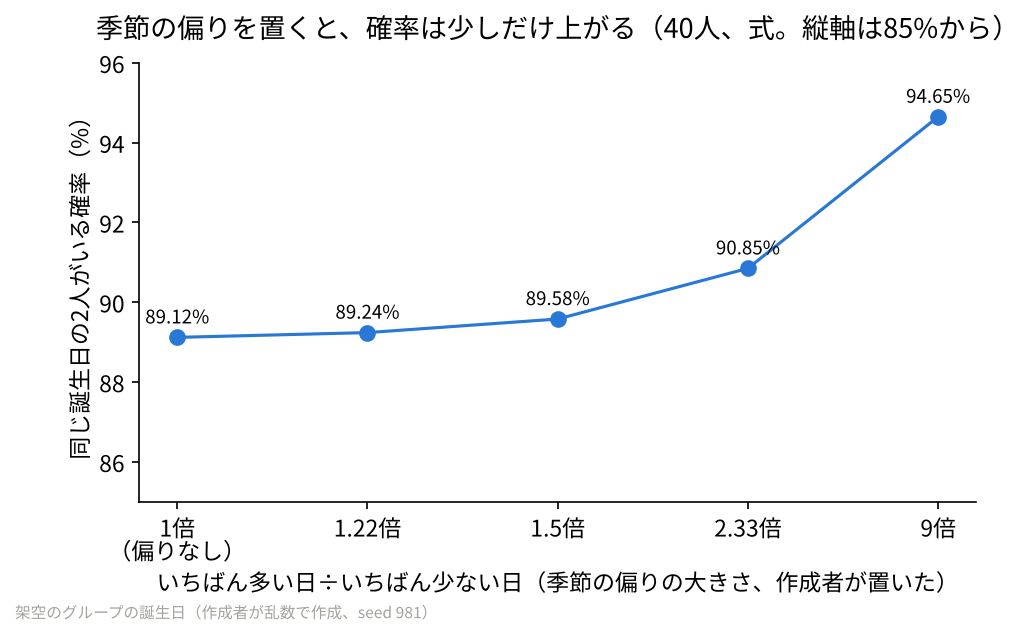 季節の偏りを置くと、確率は少しだけ上がる（40人、式。縦軸は85%から）
同じ誕生日の2人がいる確率（%）
96
94
92
90
88
86
89.12%
89.24%
89.58%
90.85%
94.65%
1倍
（偏りなし）
1.22倍
1.5倍
2.33倍
9倍
いちばん多い日÷いちばん少ない日（季節の偏りの大きさ、作成者が置いた）
架空のグループの誕生日（作成者が乱数で作成、seed 981）